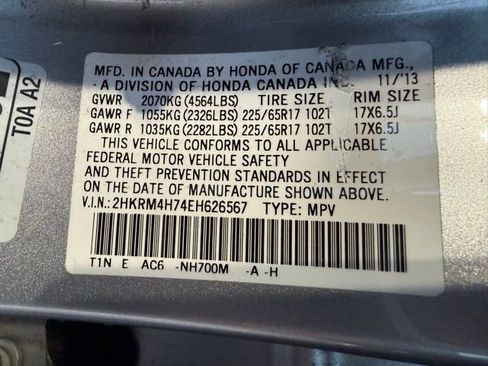 MFD. IN CANADA BY HONDA OF CANADA MFG.,
- A DIVISION OF HONDA CANADA INC. 11/'13
GVWR 2070KG (4564LBS) TIRE SIZE RIM SIZE
GAWR F 1055KG (2326LBS) 225/65R17 102T 17X6.5J
GAWR R 1035KG (2282LBS) 225/65R17 102T 17X6.5J
THIS VEHICLE CONFORMS TO ALL APPLICABLE
FEDERAL MOTOR VEHICLE SAFETY
AND THEFT PREVENTION STANDARDS IN EFFECT
ON THE DATE OF MANUFACTURE SHOWN ABOVE.
V.I.N.: 2HKRM4H74EH626567 TYPE: MPV
T1N E AC6 -NH700M -A -H
T0A A2